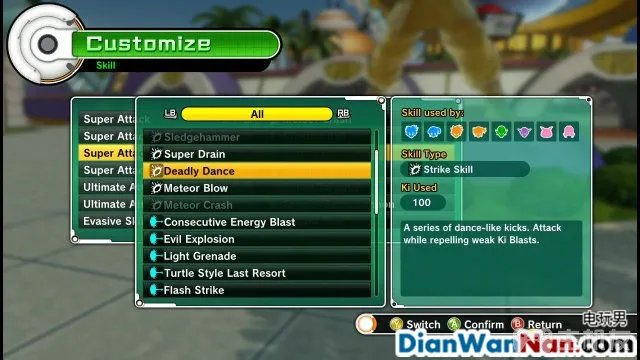 Customize
Skill
LB All RB
Super Attack
Super Atta
Super Atta
Super Atta
Ultimate A
Ultimate A
Evasive Sk
Sledgehammer
Super Drain
Deadly Dance
Meteor Blow
Meteor Crash
Consecutive Energy Blast
Evil Explosion
Light Grenade
Turtle Style Last Resort
Flash Strike
Skill used by:
Skill Type
Strike Skill
Ki Used
100
A series of dance-like kicks. Attack
while repelling weak Ki Blasts.
Y Switch A Confirm B Return
电玩男
DianWanNan.com